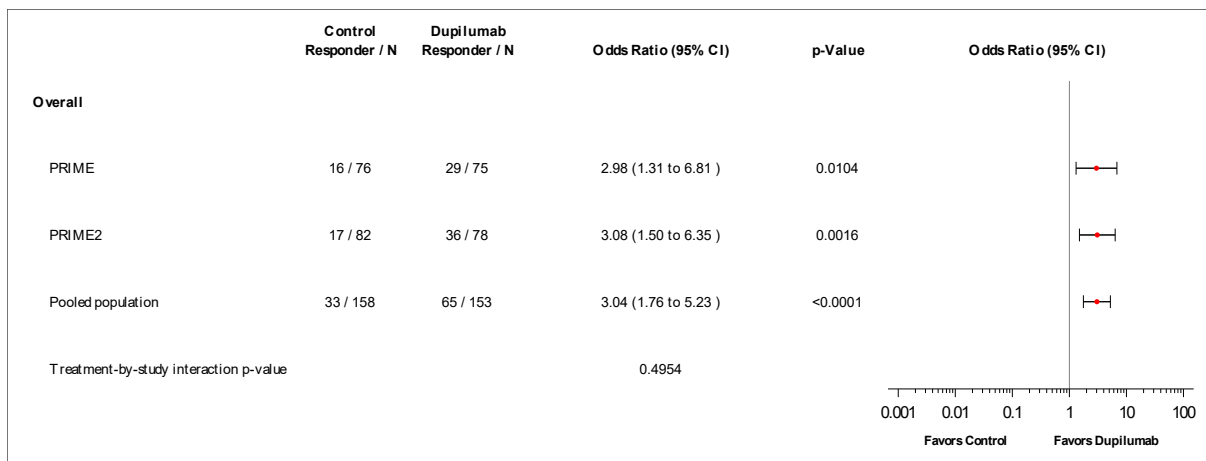 Control Dupilumab
Responder / N Responder / N Odds Ratio (95% CI) p-Value Odds Ratio (95% CI)
Overall
PRIME 16 / 76 29 / 75 2.98 (1.31 to 6.81 ) 0.0104
PRIME2 17 / 82 36 / 78 3.08 (1.50 to 6.35 ) 0.0016
Pooled population 33 / 158 65 / 153 3.04 (1.76 to 5.23 ) <0.0001
Treatment-by-study interaction p-value 0.4954
0.001 0.01 0.1 1 10 100
Favors Control Favors Dupilumab